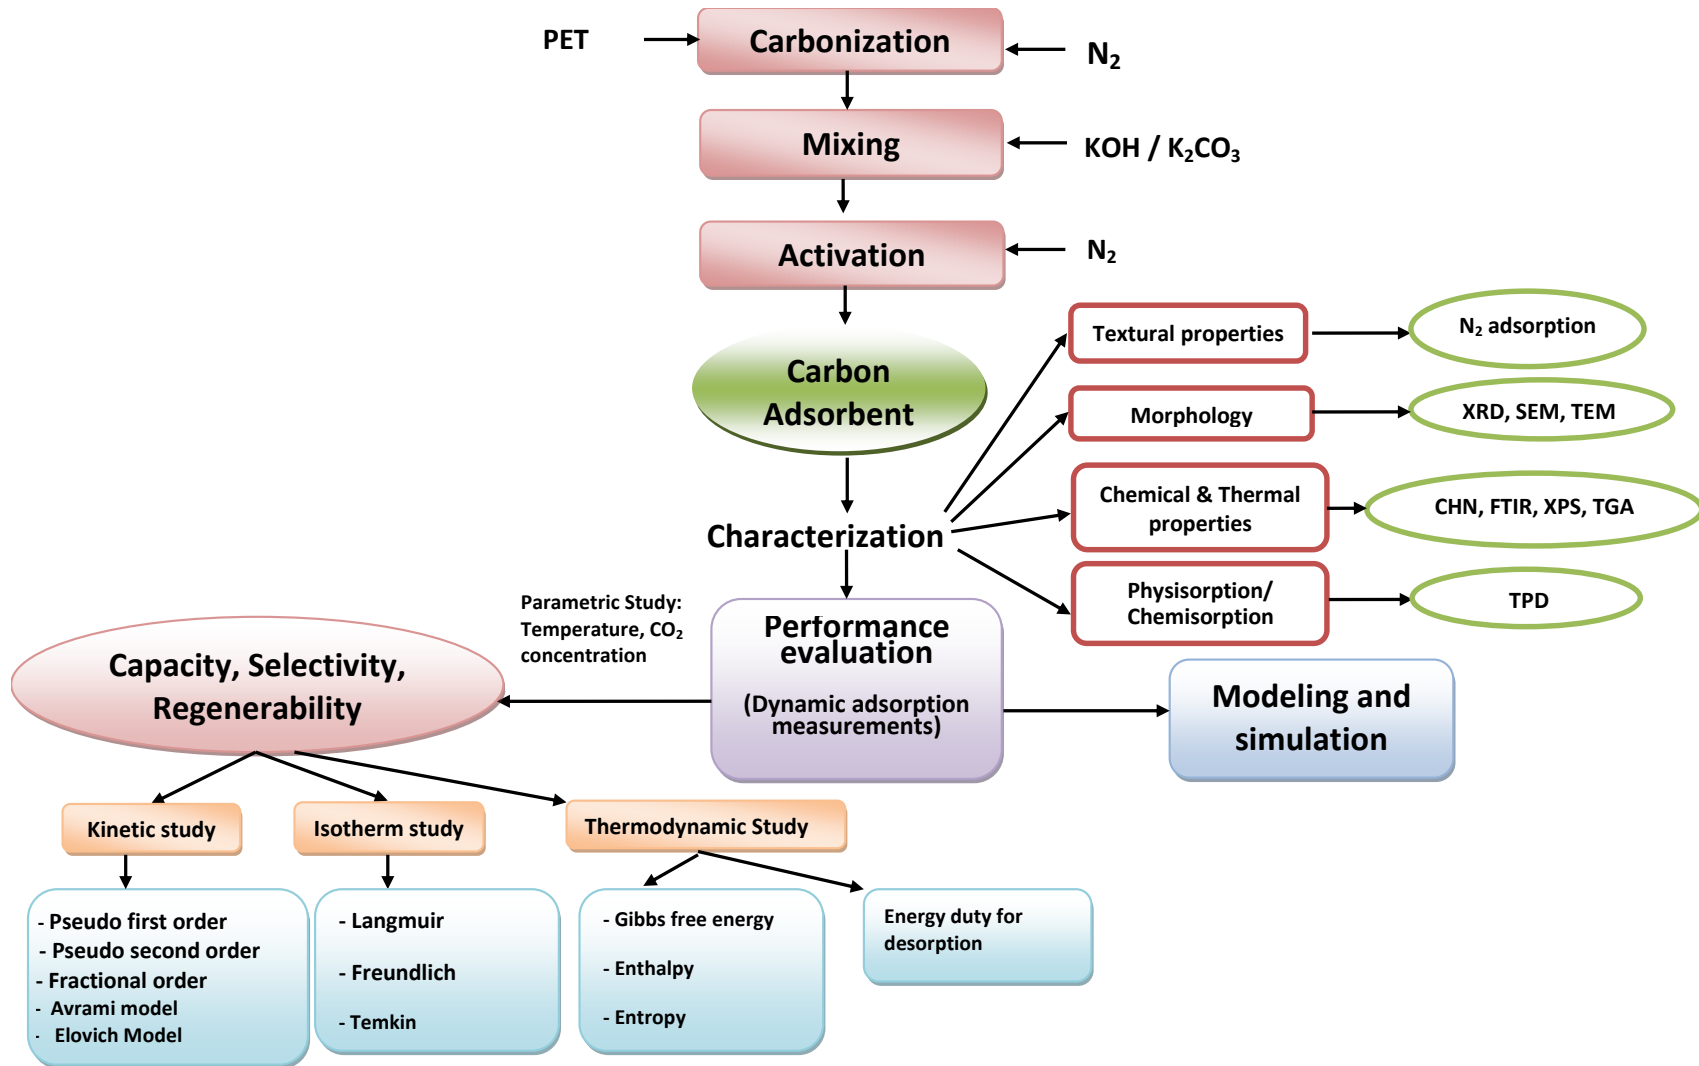 PET
Carbonization
N₂
Mixing
KOH / K₂CO₃
Activation
N₂
Carbon
Adsorbent
Textural properties
N₂ adsorption
Morphology
XRD, SEM, TEM
Chemical & Thermal
properties
CHN, FTIR, XPS, TGA
Characterization
Physisorption/
Chemisorption
TPD
Parametric Study:
Temperature, CO₂
concentration
Performance
evaluation
(Dynamic adsorption
measurements)
Capacity, Selectivity,
Regenerability
Modeling and
simulation
Kinetic study
Isotherm study
Thermodynamic Study
- Pseudo first order
- Pseudo second order
- Fractional order
- Avrami model
- Elovich Model
- Langmuir
- Freundlich
- Temkin
- Gibbs free energy
- Enthalpy
- Entropy
Energy duty for
desorption